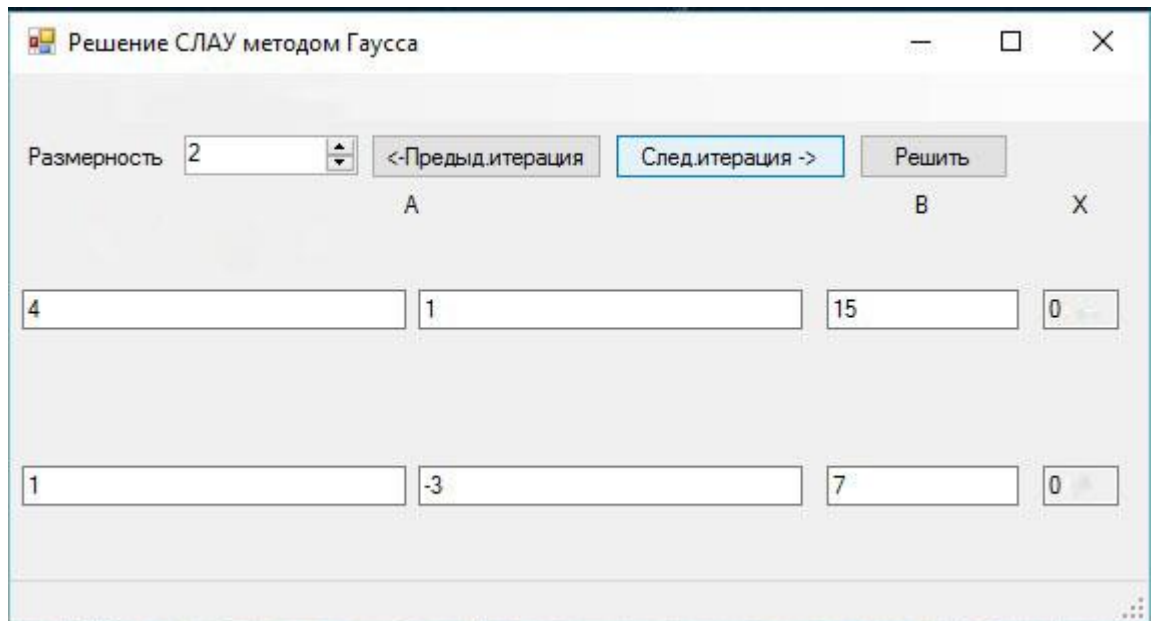 Решение СЛАУ методом Гаусса
Размерность 2 <-Предыд.итерация След.итерация -> Решить
A B X
4 1 15 0
1 -3 7 0